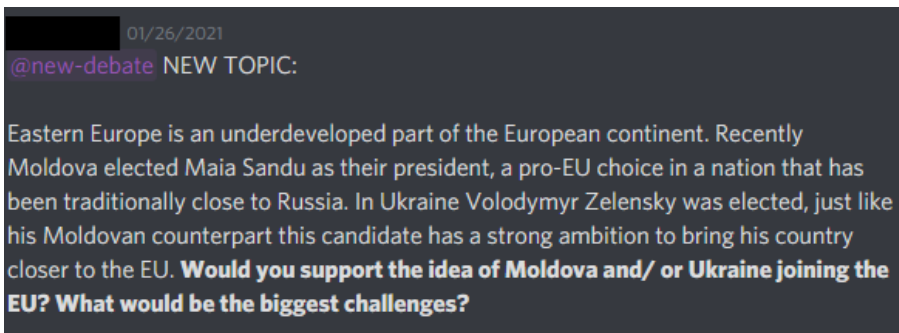 01/26/2021
@new-debate NEW TOPIC:
Eastern Europe is an underdeveloped part of the European continent. Recently
Moldova elected Maia Sandu as their president, a pro-EU choice in a nation that has
been traditionally close to Russia. In Ukraine Volodymyr Zelensky was elected, just like
his Moldovan counterpart this candidate has a strong ambition to bring his country
closer to the EU. Would you support the idea of Moldova and/ or Ukraine joining the
EU? What would be the biggest challenges?